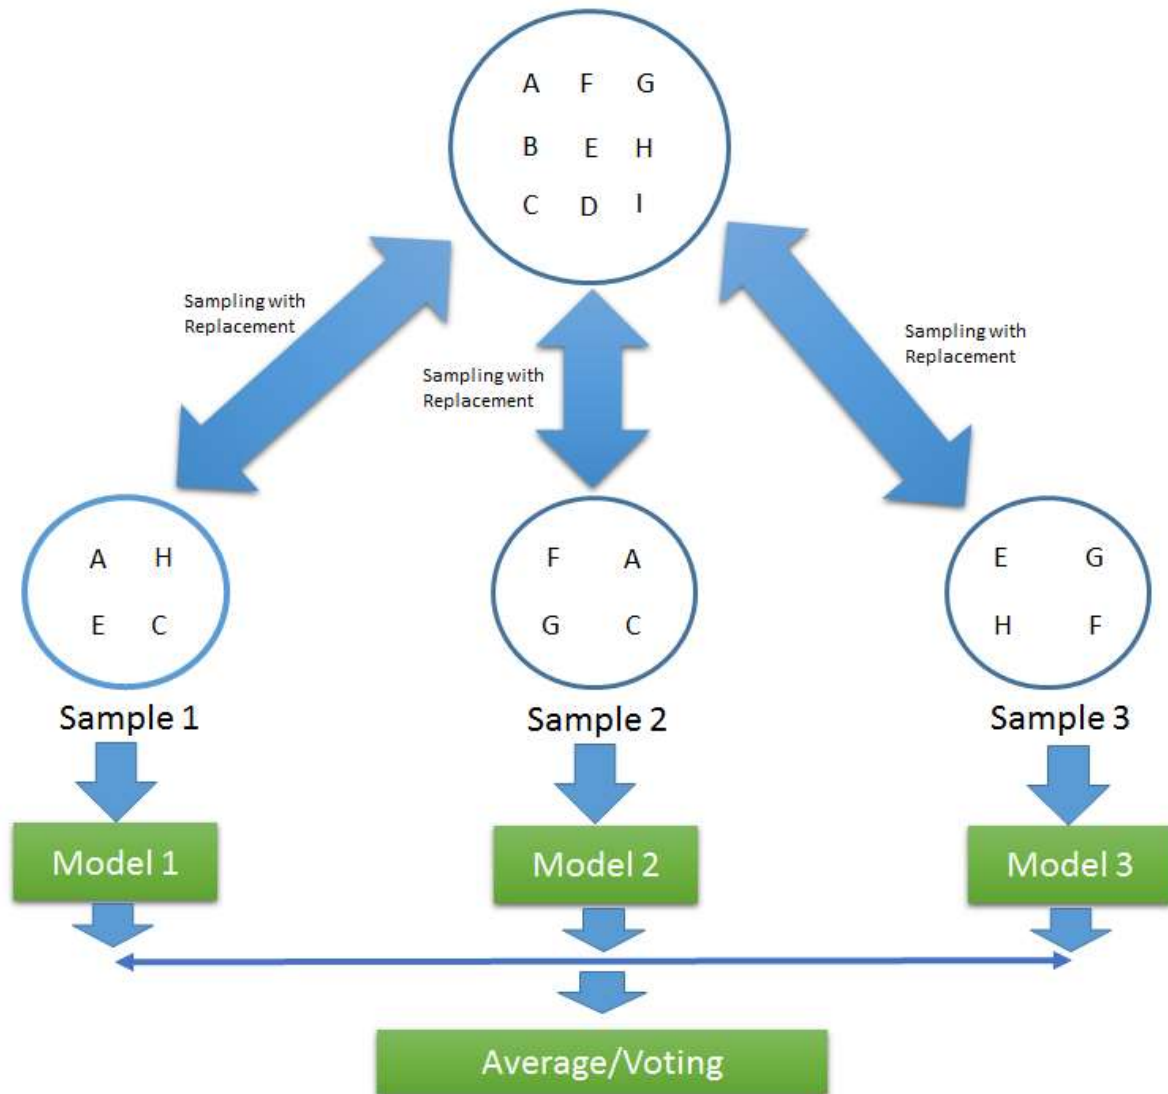 A F G
B E H
C D I
Sampling with
Replacement
Sampling with
Replacement
Sampling with
Replacement
A H
E C
F A
G C
E G
H F
Sample 1
Sample 2
Sample 3
Model 1
Model 2
Model 3
Average/Voting